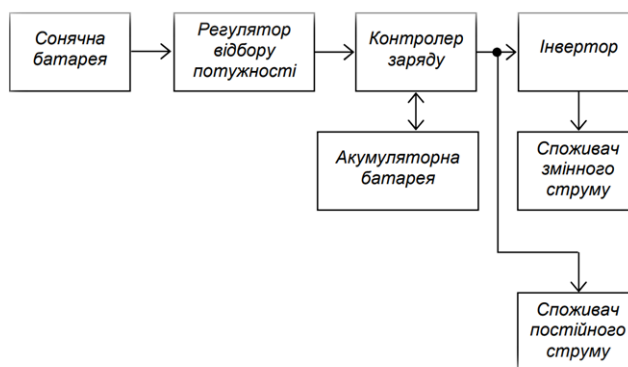 Сонячна
батарея
Регулятор
відбору
потужності
Контролер
заряду
Інвертор
Акумуляторна
батарея
Споживач
змінного
струму
Споживач
постійного
струму